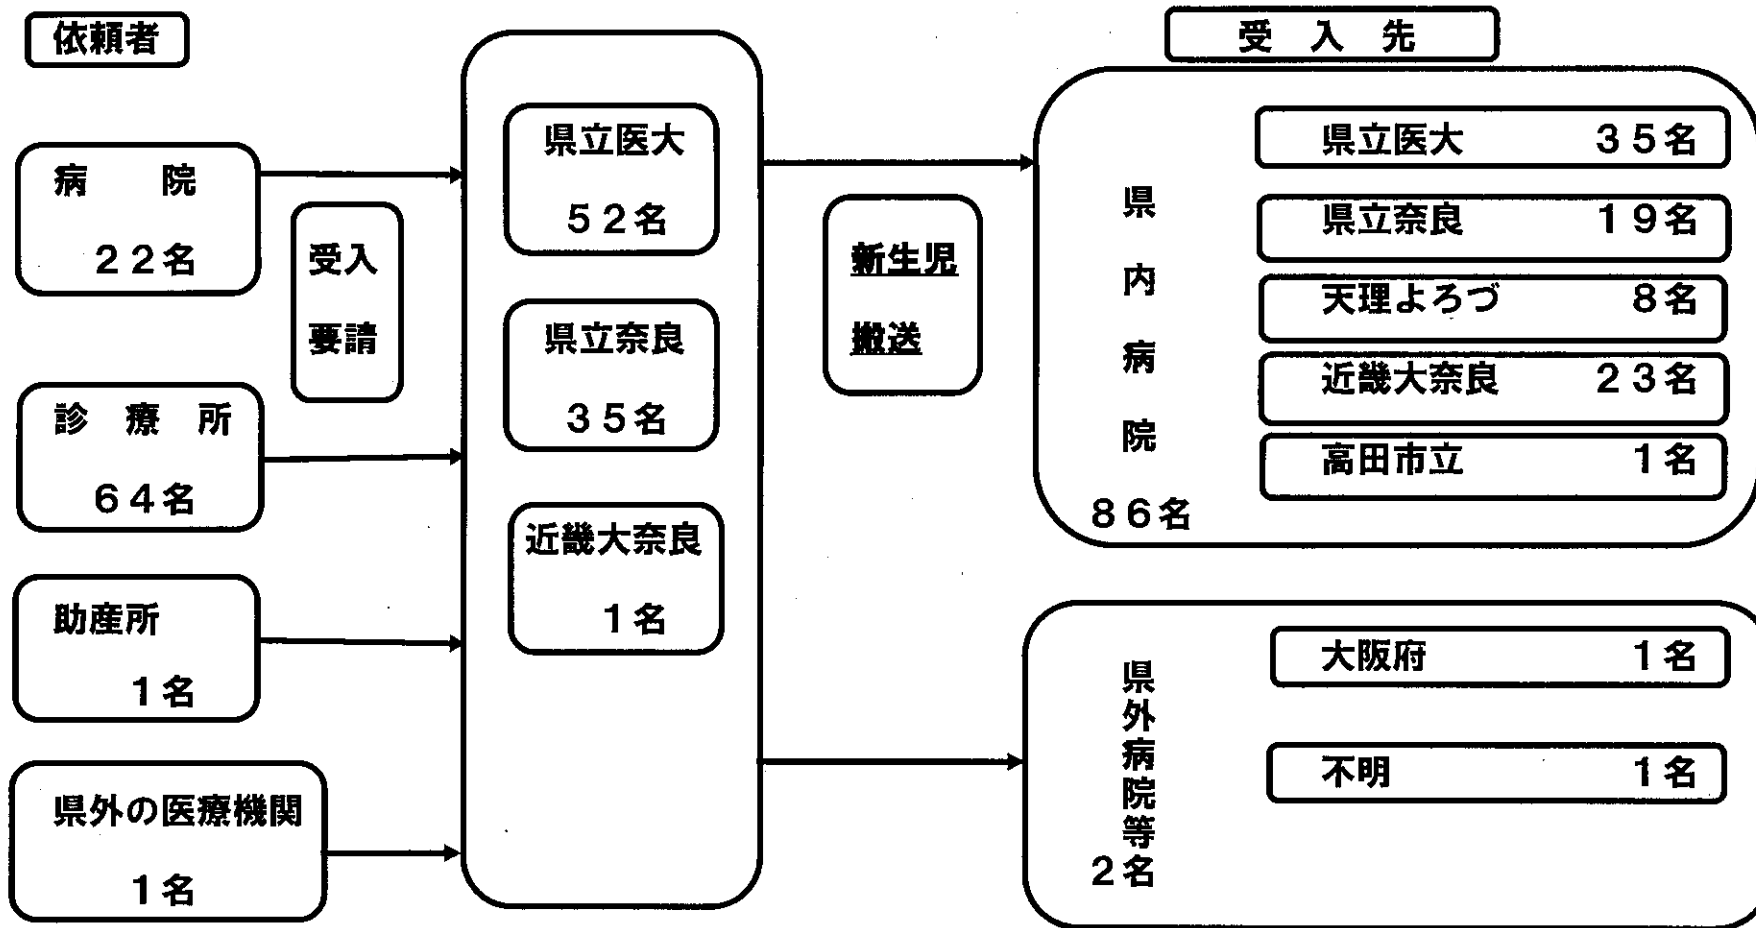 依頼者
病　　院
２２名
診　療　所
６４名
助産所
１名
県外の医療機関
１名
受入
要請
県立医大
５２名
県立奈良
３５名
近畿大奈良
１名
新生児
搬送
受　入　先
県内病院
８６名
県立医大　３５名
県立奈良　１９名
天理よろづ　８名
近畿大奈良　２３名
高田市立　１名
県外病院等
２名
大阪府　１名
不明　１名